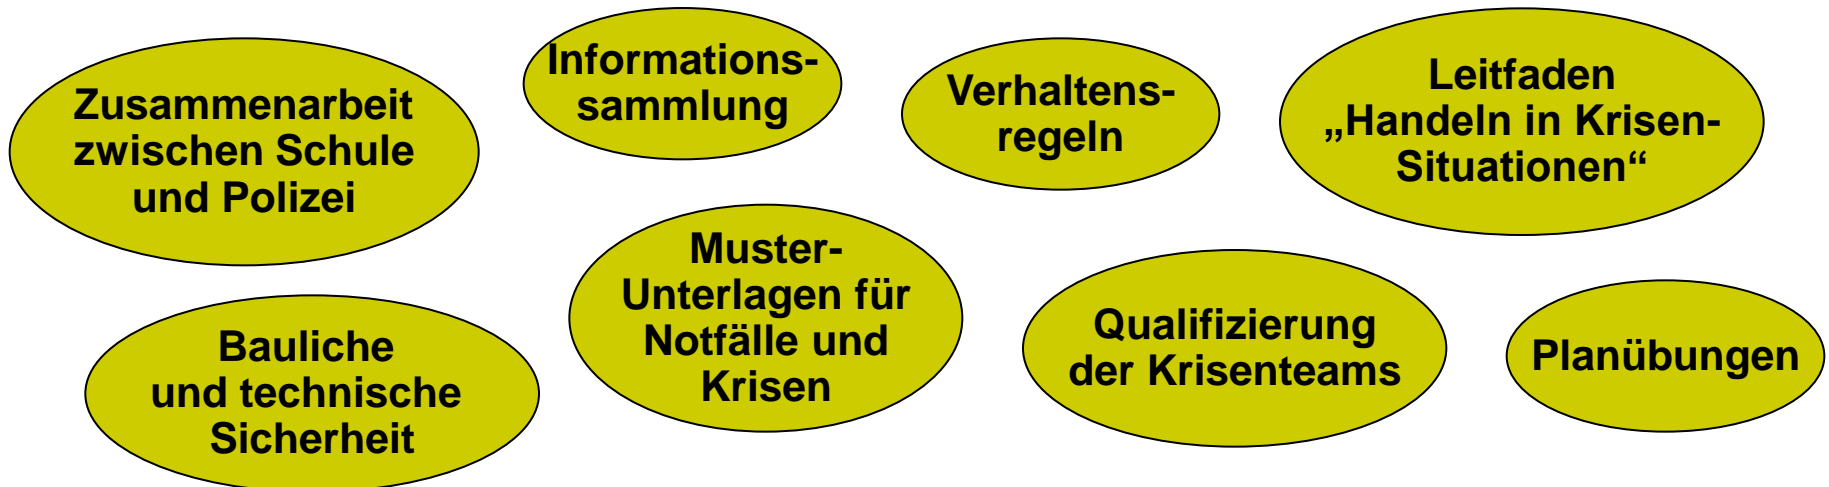 Zusammenarbeit
zwischen Schule
und Polizei
Informations-
sammlung
Verhaltens-
regeln
Leitfaden
„Handeln in Krisen-
Situationen“
Bauliche
und technische
Sicherheit
Muster-
Unterlagen für
Notfälle und
Krisen
Qualifizierung
der Krisenteams
Planübungen